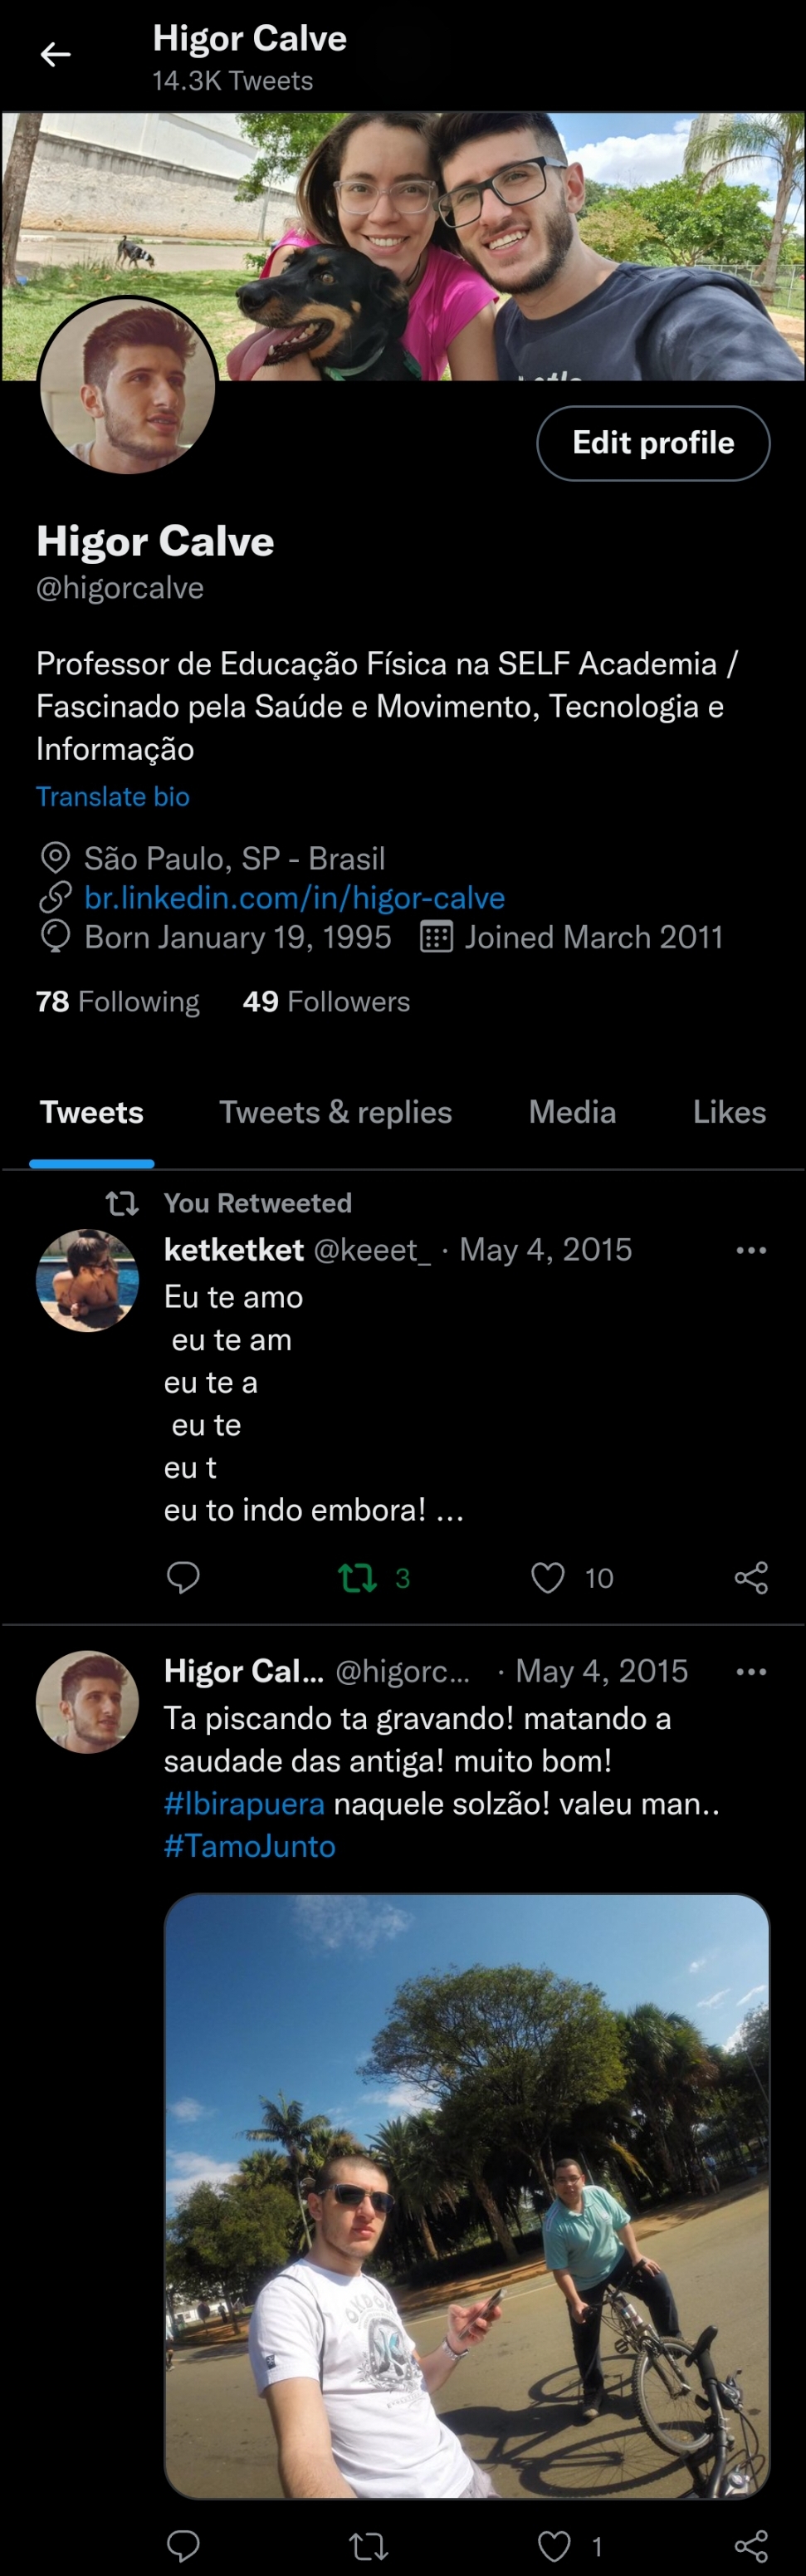 Higor Calve
14.3K Tweets
Edit profile
Higor Calve
@higorcalve
Professor de Educação Física na SELF Academia /
Fascinado pela Saúde e Movimento, Tecnologia e
Informação
Translate bio
São Paulo, SP - Brasil
br.linkedin.com/in/higor-calve
Born January 19, 1995 Joined March 2011
78 Following 49 Followers
Tweets Tweets & replies Media Likes
You Retweeted
ketketket @keeet_ · May 4, 2015
Eu te amo
eu te am
eu te a
eu te
eu t
eu to indo embora! ...
3 10
Higor Cal... @higorc... · May 4, 2015
Ta piscando ta gravando! matando a
saudade das antiga! muito bom!
#Ibirapuera naquele solzão! valeu man..
#TamoJunto
1